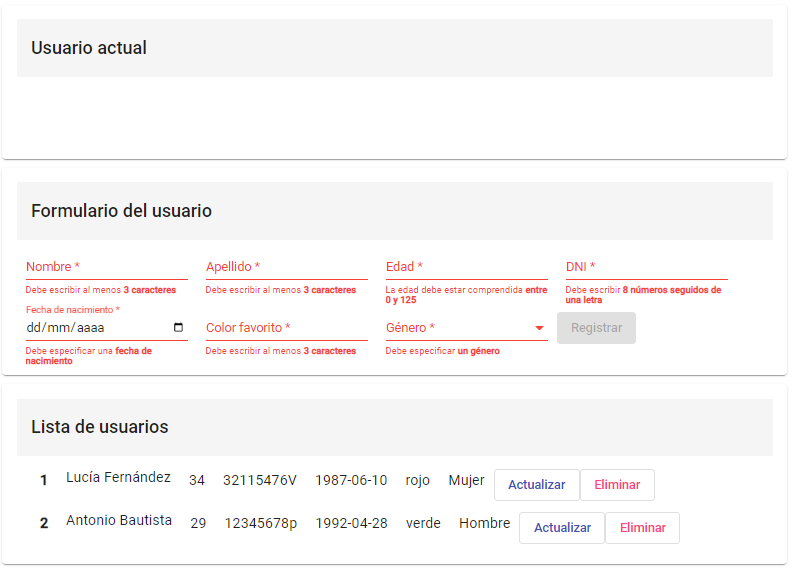 Usuario actual
Formulario del usuario
Nombre * Apellido * Edad * DNI *
Debe escribir al menos 3 caracteres Debe escribir al menos 3 caracteres La edad debe estar comprendida entre 0 y 125 Debe escribir 8 números seguidos de una letra
Fecha de nacimiento *
dd/mm/aaaa Color favorito * Género * Registrar
Debe especificar una fecha de nacimiento Debe escribir al menos 3 caracteres Debe especificar un género
Lista de usuarios
1 Lucía Fernández 34 32115476V 1987-06-10 rojo Mujer Actualizar Eliminar
2 Antonio Bautista 29 12345678p 1992-04-28 verde Hombre Actualizar Eliminar